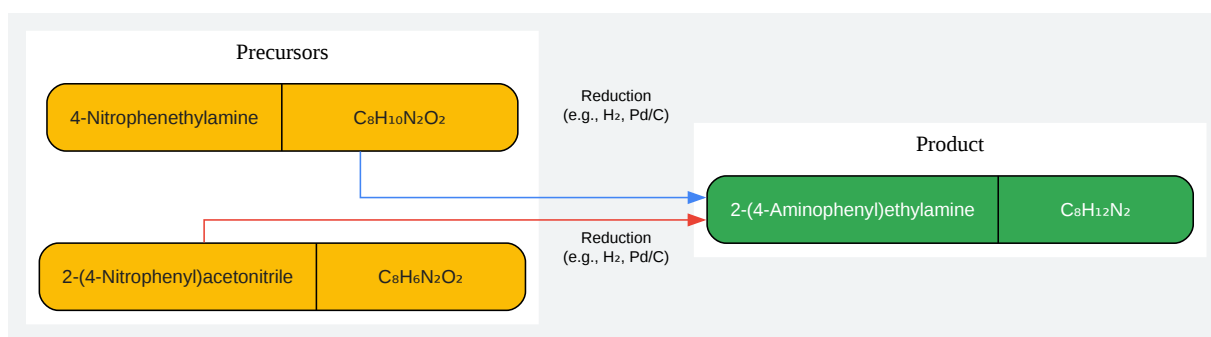 Precursors
4-Nitrophenethylamine
C₈H₁₀N₂O₂
Reduction
(e.g., H₂, Pd/C)
Product
2-(4-Aminophenyl)ethylamine
C₈H₁₂N₂
Reduction
(e.g., H₂, Pd/C)
2-(4-Nitrophenyl)acetonitrile
C₈H₆N₂O₂